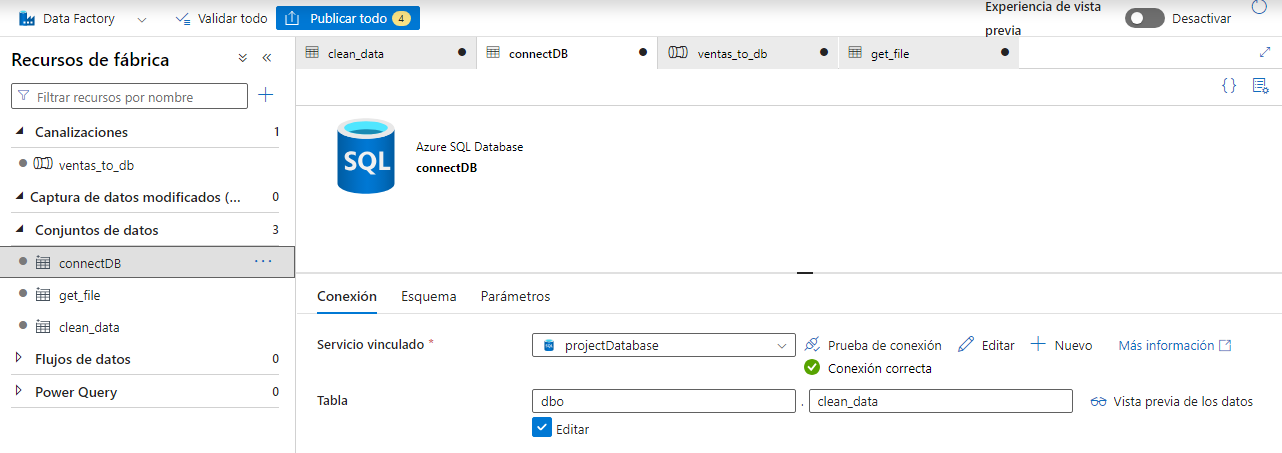 Data Factory
Validar todo
Publicar todo 4
Experiencia de vista previa
Desactivar
Recursos de fábrica
Filtrar recursos por nombre
Canalizaciones 1
ventas_to_db
Captura de datos modificados (... 0
Conjuntos de datos 3
connectDB ...
get_file
clean_data
Flujos de datos 0
Power Query 0
clean_data
connectDB
ventas_to_db
get_file
{}
SQL
Azure SQL Database
connectDB
Conexión Esquema Parámetros
Servicio vinculado * SQL projectDatabase Prueba de conexión Editar Nuevo Más información
Conexión correcta
Tabla dbo . clean_data Vista previa de los datos
Editar